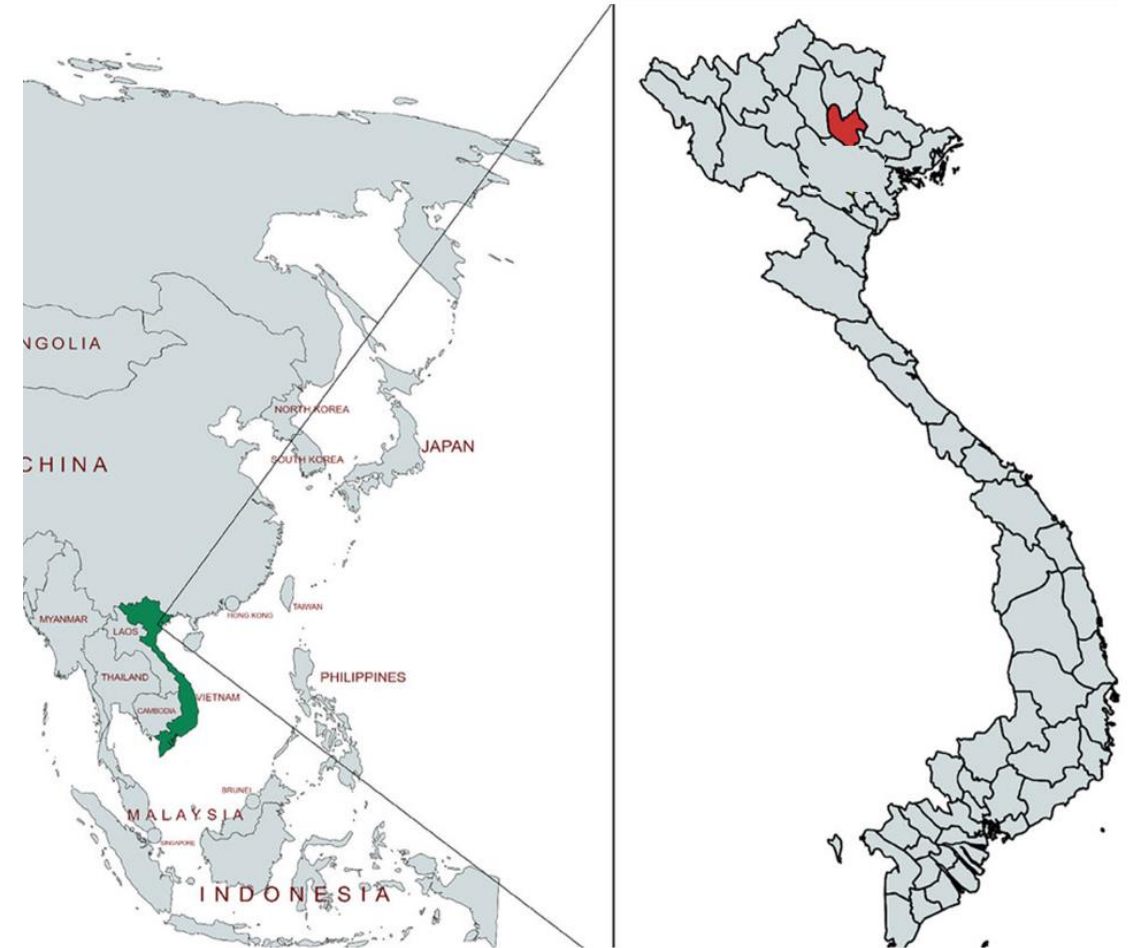 NGOLIA
NORTH KOREA
JAPAN
SOUTH KOREA
CHINA
TAIWAN
HONG KONG
MYANMAR
LAOS
THAILAND
PHILIPPINES
VIETNAM
CAMBODIA
BRUNEI
MALAYSIA
SINGAPORE
INDONESIA